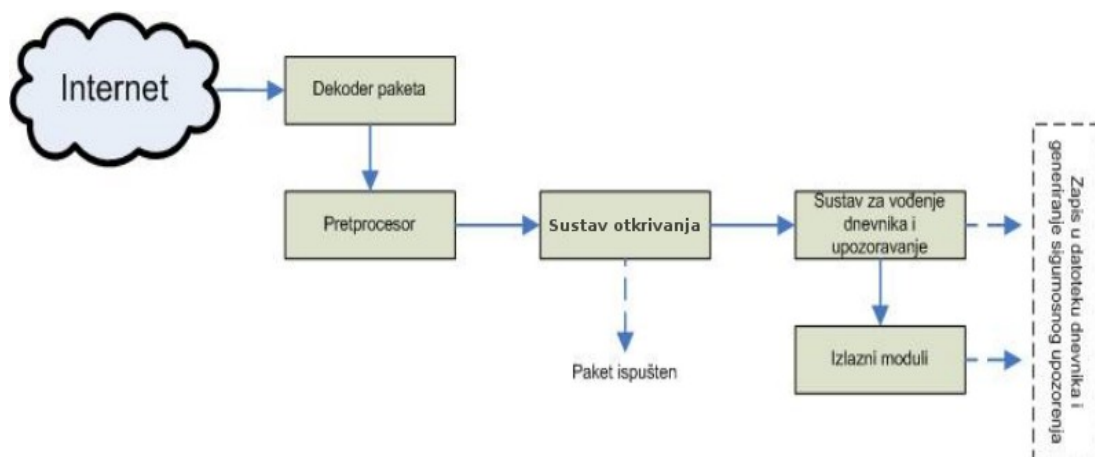 Internet
Dekoder paketa
Pretprocesor
Sustav otkrivanja
Sustav za vođenje
dnevnika i
upozoravanje
Paket ispušten
Izlazni moduli
Zapis u datoteku dnevnika i
generiranje sigurnosnog upozorenja